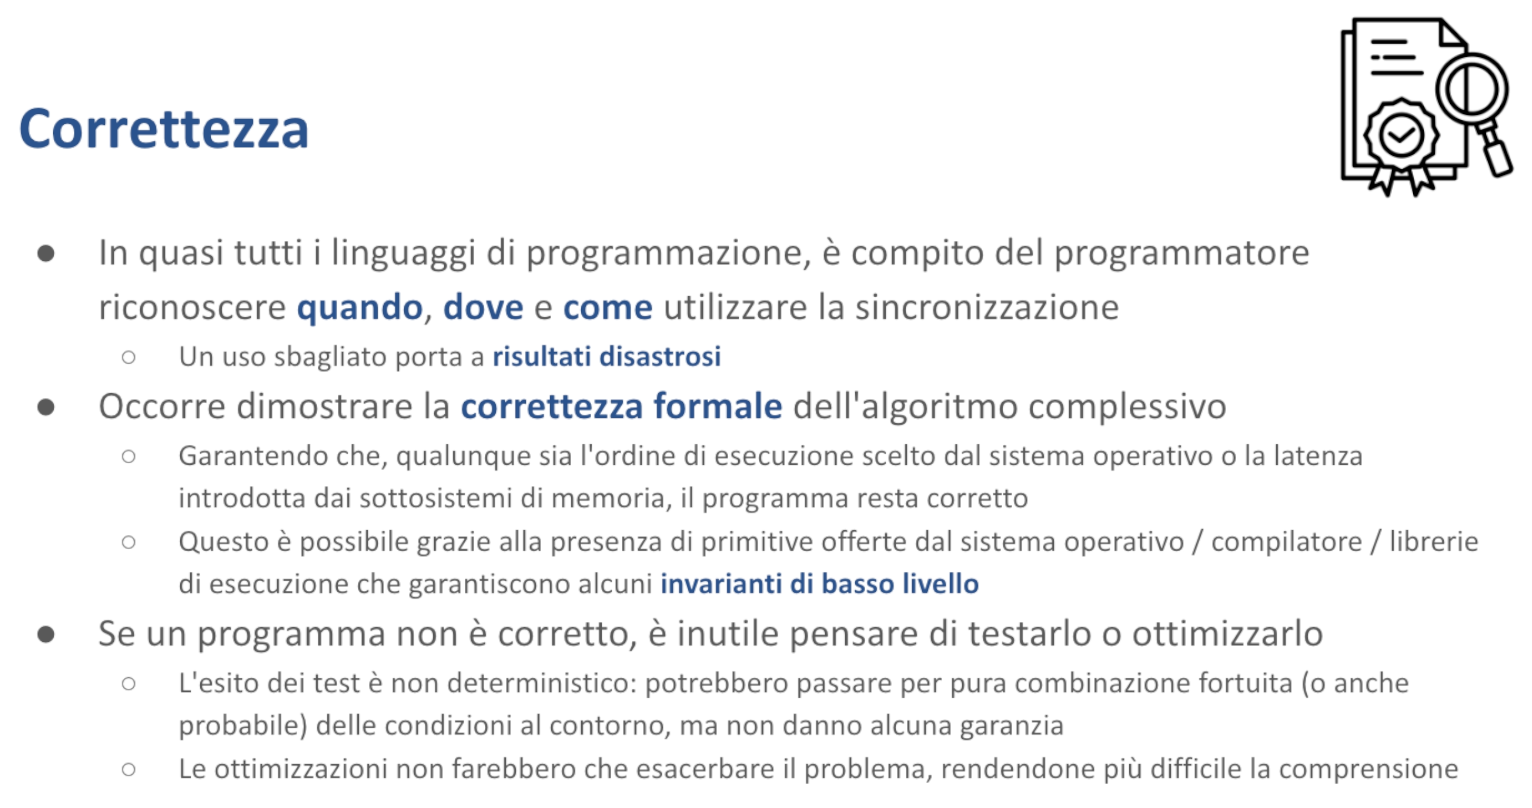 Correttezza
● In quasi tutti i linguaggi di programmazione, è compito del programmatore
riconoscere quando, dove e come utilizzare la sincronizzazione
○ Un uso sbagliato porta a risultati disastrosi
● Occorre dimostrare la correttezza formale dell'algoritmo complessivo
○ Garantendo che, qualunque sia l'ordine di esecuzione scelto dal sistema operativo o la latenza
introdotta dai sottosistemi di memoria, il programma resta corretto
○ Questo è possibile grazie alla presenza di primitive offerte dal sistema operativo / compilatore / librerie
di esecuzione che garantiscono alcuni invarianti di basso livello
● Se un programma non è corretto, è inutile pensare di testarlo o ottimizzarlo
○ L'esito dei test è non deterministico: potrebbero passare per pura combinazione fortuita (o anche
probabile) delle condizioni al contorno, ma non danno alcuna garanzia
○ Le ottimizzazioni non farebbero che esacerbare il problema, rendendone più difficile la comprensione